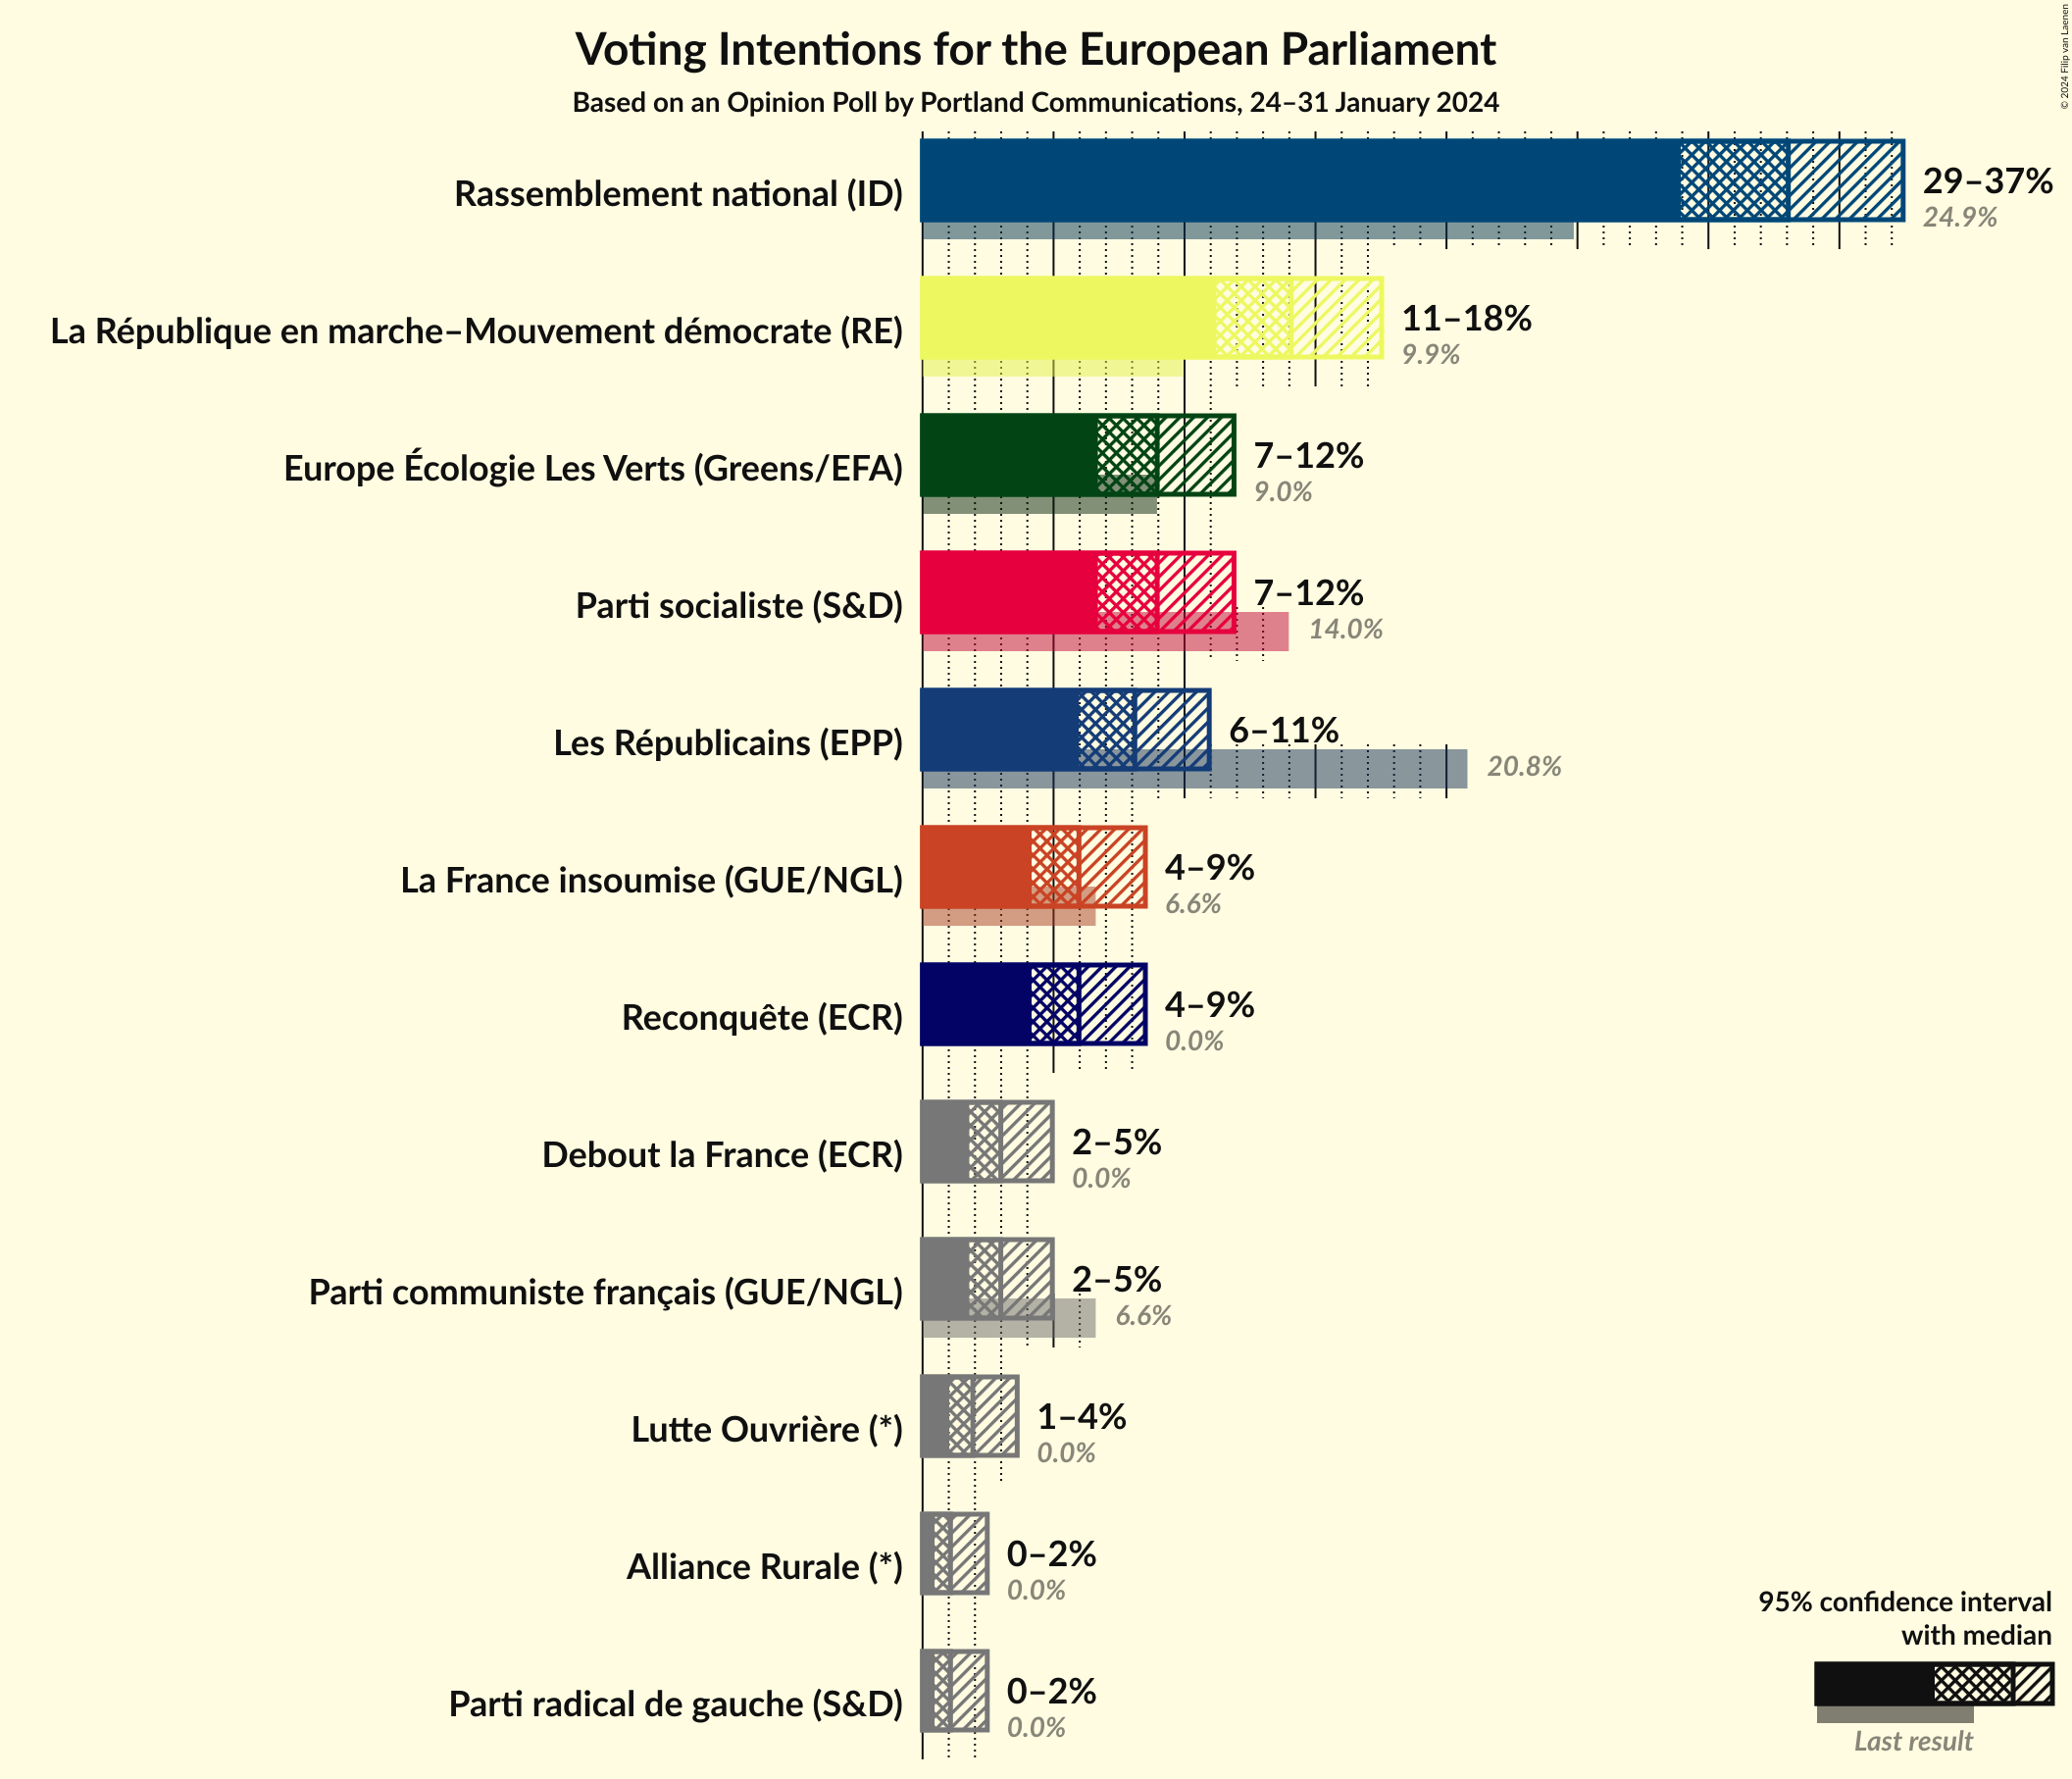 Voting Intentions for the European Parliament
Based on an Opinion Poll by Portland Communications, 24–31 January 2024
© 2024 Filip van Laenen
Rassemblement national (ID)
29–37%
24.9%
La République en marche–Mouvement démocrate (RE)
11–18%
9.9%
Europe Écologie Les Verts (Greens/EFA)
7–12%
9.0%
Parti socialiste (S&D)
7–12%
14.0%
Les Républicains (EPP)
6–11%
20.8%
La France insoumise (GUE/NGL)
4–9%
6.6%
Reconquête (ECR)
4–9%
0.0%
Debout la France (ECR)
2–5%
0.0%
Parti communiste français (GUE/NGL)
2–5%
6.6%
Lutte Ouvrière (*)
1–4%
0.0%
Alliance Rurale (*)
0–2%
0.0%
Parti radical de gauche (S&D)
0–2%
0.0%
95% confidence interval
with median
Last result